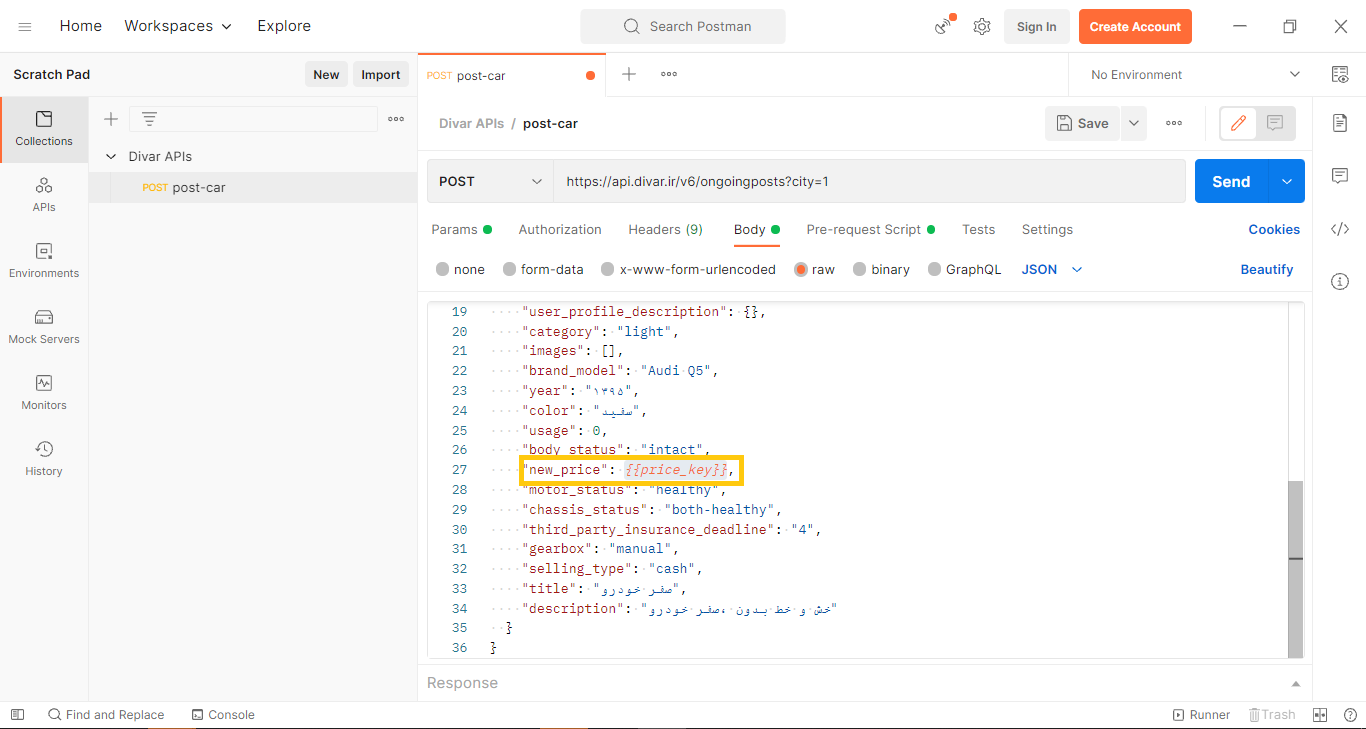 Home Workspaces Explore Search Postman Sign In Create Account
Scratch Pad New Import POST post-car No Environment
Collections
APIs
Environments
Mock Servers
Monitors
History
Divar APIs
POST post-car
Divar APIs / post-car Save
POST https://api.divar.ir/v6/ongoingposts?city=1 Send
Params Authorization Headers (9) Body Pre-request Script Tests Settings Cookies
none form-data x-www-form-urlencoded raw binary GraphQL JSON Beautify
19 "user_profile_description": {},
20 "category": "light",
21 "images": [],
22 "brand_model": "Audi Q5",
23 "year": "۱۳۹۵",
24 "color": "سفید",
25 "usage": 0,
26 "body_status": "intact",
27 "new_price": {{price_key}},
28 "motor_status": "healthy",
29 "chassis_status": "both-healthy",
30 "third_party_insurance_deadline": "4",
31 "gearbox": "manual",
32 "selling_type": "cash",
33 "title": "صفر خودرو",
34 "description": "خودرو صفر، بدون خط و خش"
35 }
36 }
Response
Find and Replace Console Runner Trash